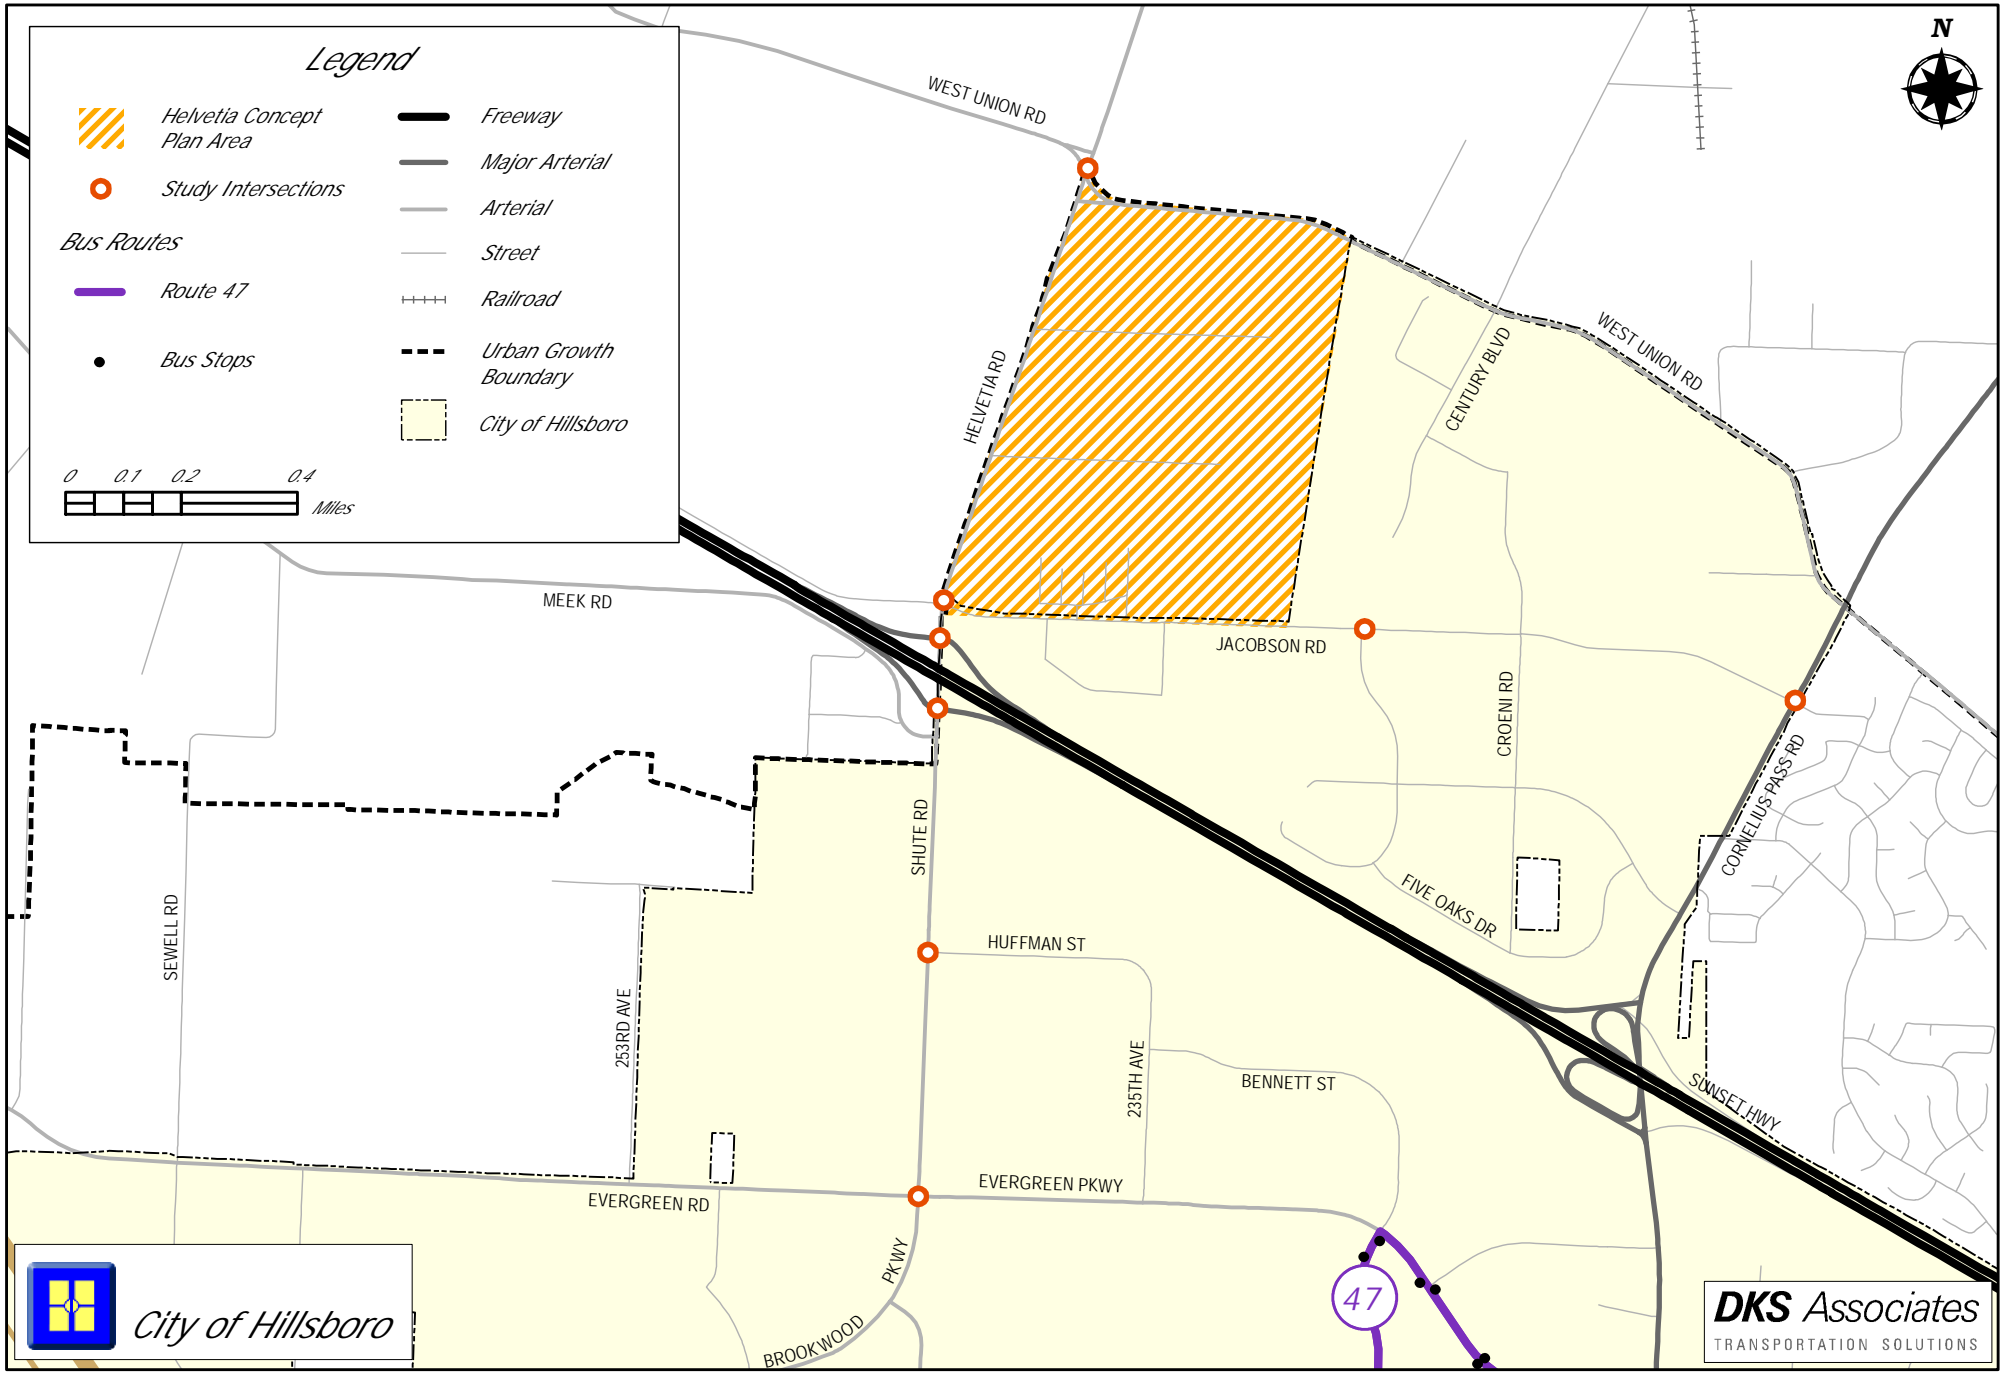 Legend
Helvetia Concept
Plan Area
Study Intersections
Bus Routes
Route 47
Bus Stops
Freeway
Major Arterial
Arterial
Street
Railroad
Urban Growth
Boundary
City of Hillsboro
0 0.1 0.2 0.4
Miles
N
WEST UNION RD
HELVETIA RD
CENTURY BLVD
WEST UNION RD
MEEK RD
JACOBSON RD
CROENI RD
CORNELIUS PASS RD
SHUTE RD
FIVE OAKS DR
SEWELL RD
HUFFMAN ST
253RD AVE
235TH AVE
BENNETT ST
SUNSET HWY
EVERGREEN RD
EVERGREEN PKWY
BROOKWOOD PKWY
47
City of Hillsboro
DKS Associates
TRANSPORTATION SOLUTIONS